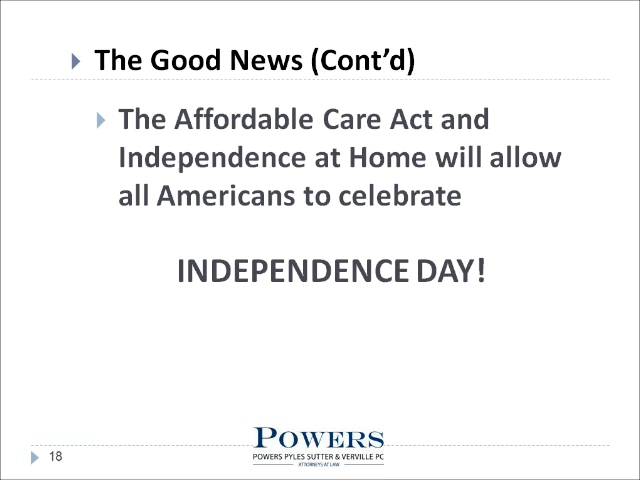 The Good News (Cont’d)
The Affordable Care Act and
Independence at Home will allow
all Americans to celebrate
INDEPENDENCE DAY!
18
POWERS
POWERS PYLES SUTTER & VERVILLE PC
ATTORNEYS AT LAW